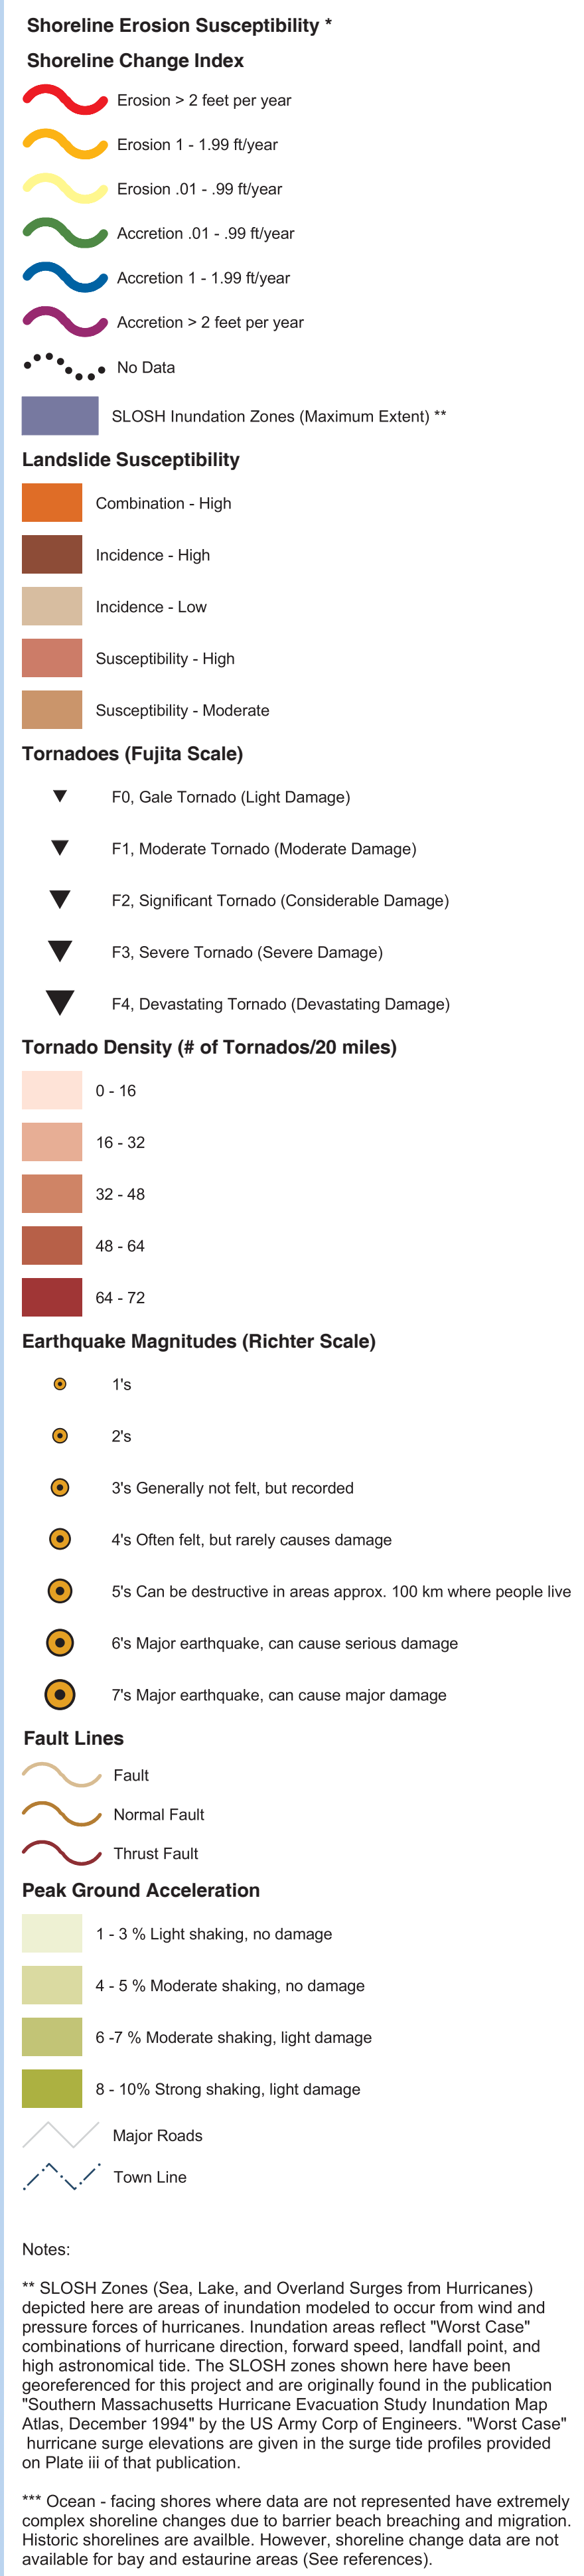 Shoreline Erosion Susceptibility *
Shoreline Change Index
Erosion > 2 feet per year
Erosion 1 - 1.99 ft/year
Erosion .01 - .99 ft/year
Accretion .01 - .99 ft/year
Accretion 1 - 1.99 ft/year
Accretion > 2 feet per year
No Data
SLOSH Inundation Zones (Maximum Extent) **
Landslide Susceptibility
Combination - High
Incidence - High
Incidence - Low
Susceptibility - High
Susceptibility - Moderate
Tornadoes (Fujita Scale)
F0, Gale Tornado (Light Damage)
F1, Moderate Tornado (Moderate Damage)
F2, Significant Tornado (Considerable Damage)
F3, Severe Tornado (Severe Damage)
F4, Devastating Tornado (Devastating Damage)
Tornado Density (# of Tornados/20 miles)
0 - 16
16 - 32
32 - 48
48 - 64
64 - 72
Earthquake Magnitudes (Richter Scale)
1's
2's
3's Generally not felt, but recorded
4's Often felt, but rarely causes damage
5's Can be destructive in areas approx. 100 km where people live
6's Major earthquake, can cause serious damage
7's Major earthquake, can cause major damage
Fault Lines
Fault
Normal Fault
Thrust Fault
Peak Ground Acceleration
1 - 3 % Light shaking, no damage
4 - 5 % Moderate shaking, no damage
6 -7 % Moderate shaking, light damage
8 - 10% Strong shaking, light damage
Major Roads
Town Line
Notes:
** SLOSH Zones (Sea, Lake, and Overland Surges from Hurricanes)
depicted here are areas of inundation modeled to occur from wind and
pressure forces of hurricanes. Inundation areas reflect "Worst Case"
combinations of hurricane direction, forward speed, landfall point, and
high astronomical tide. The SLOSH zones shown here have been
georeferenced for this project and are originally found in the publication
"Southern Massachusetts Hurricane Evacuation Study Inundation Map
Atlas, December 1994" by the US Army Corp of Engineers. "Worst Case"
hurricane surge elevations are given in the surge tide profiles provided
on Plate iii of that publication.
*** Ocean - facing shores where data are not represented have extremely
complex shoreline changes due to barrier beach breaching and migration.
Historic shorelines are availble. However, shoreline change data are not
available for bay and estaurine areas (See references).